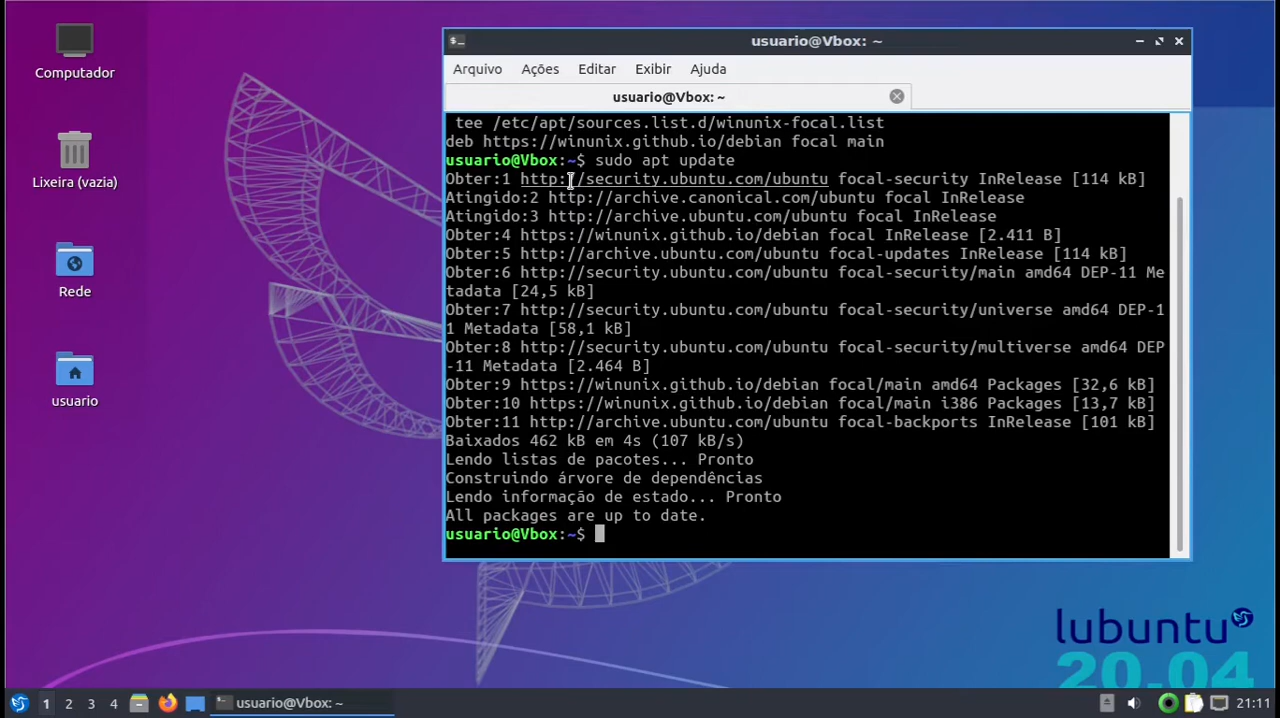 Computador
Lixeira (vazia)
Rede
usuario
usuario@Vbox: ~
Arquivo Ações Editar Exibir Ajuda
usuario@Vbox: ~
tee /etc/apt/sources.list.d/winunix-focal.list
deb https://winunix.github.io/debian focal main
usuario@Vbox:~$ sudo apt update
Obter:1 http://security.ubuntu.com/ubuntu focal-security InRelease [114 kB]
Atingido:2 http://archive.canonical.com/ubuntu focal InRelease
Atingido:3 http://archive.ubuntu.com/ubuntu focal InRelease
Obter:4 https://winunix.github.io/debian focal InRelease [2.411 B]
Obter:5 http://archive.ubuntu.com/ubuntu focal-updates InRelease [114 kB]
Obter:6 http://security.ubuntu.com/ubuntu focal-security/main amd64 DEP-11 Me
tadata [24,5 kB]
Obter:7 http://security.ubuntu.com/ubuntu focal-security/universe amd64 DEP-1
1 Metadata [58,1 kB]
Obter:8 http://security.ubuntu.com/ubuntu focal-security/multiverse amd64 DEP
-11 Metadata [2.464 B]
Obter:9 https://winunix.github.io/debian focal/main amd64 Packages [32,6 kB]
Obter:10 https://winunix.github.io/debian focal/main i386 Packages [13,7 kB]
Obter:11 http://archive.ubuntu.com/ubuntu focal-backports InRelease [101 kB]
Baixados 462 kB em 4s (107 kB/s)
Lendo listas de pacotes... Pronto
Construindo árvore de dependências
Lendo informação de estado... Pronto
All packages are up to date.
usuario@Vbox:~$
lubuntu
20.04
1 2 3 4 usuario@Vbox: ~ 21:11